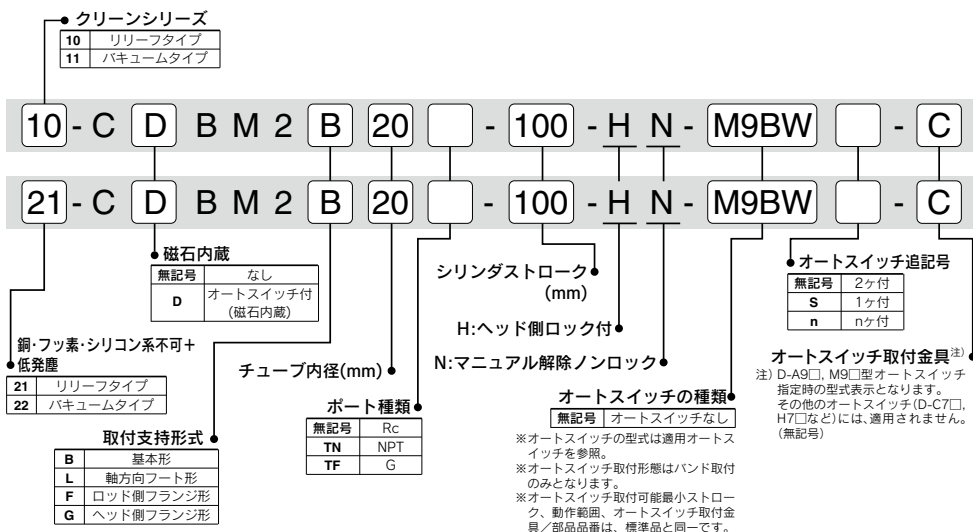 クリーンシリーズ
10 リリーフタイプ
11 バキュームタイプ
10 - C D B M 2 B 20 - 100 - H N - M9BW - C
21 - C D B M 2 B 20 - 100 - H N - M9BW - C
磁石内蔵
無記号 なし
D オートスイッチ付
(磁石内蔵)
銅・フッ素・シリコン系不可+
低発塵
21 リリーフタイプ
22 バキュームタイプ
取付支持形式
B 基本形
L 軸方向フート形
F ロッド側フランジ形
G ヘッド側フランジ形
チューブ内径(mm)
ポート種類
無記号 Rc
TN NPT
TF G
シリンダストローク
(mm)
H:ヘッド側ロック付
N:マニュアル解除ノンロック
オートスイッチの種類
無記号 オートスイッチなし
※オートスイッチの型式は適用オートス
イッチを参照。
※オートスイッチ取付形態はバンド取付
のみとなります。
※オートスイッチ取付可能最小ストロー
ク、動作範囲、オートスイッチ取付金
具/部品品番は、標準品と同一です。
オートスイッチ追記号
無記号 2ヶ付
S 1ヶ付
n nヶ付
オートスイッチ取付金具注)
注) D-A9□, M9□型オートスイッチ
指定時の型式表示となります。
その他のオートスイッチ(D-C7□,
H7□など)には、適用されません。
(無記号)